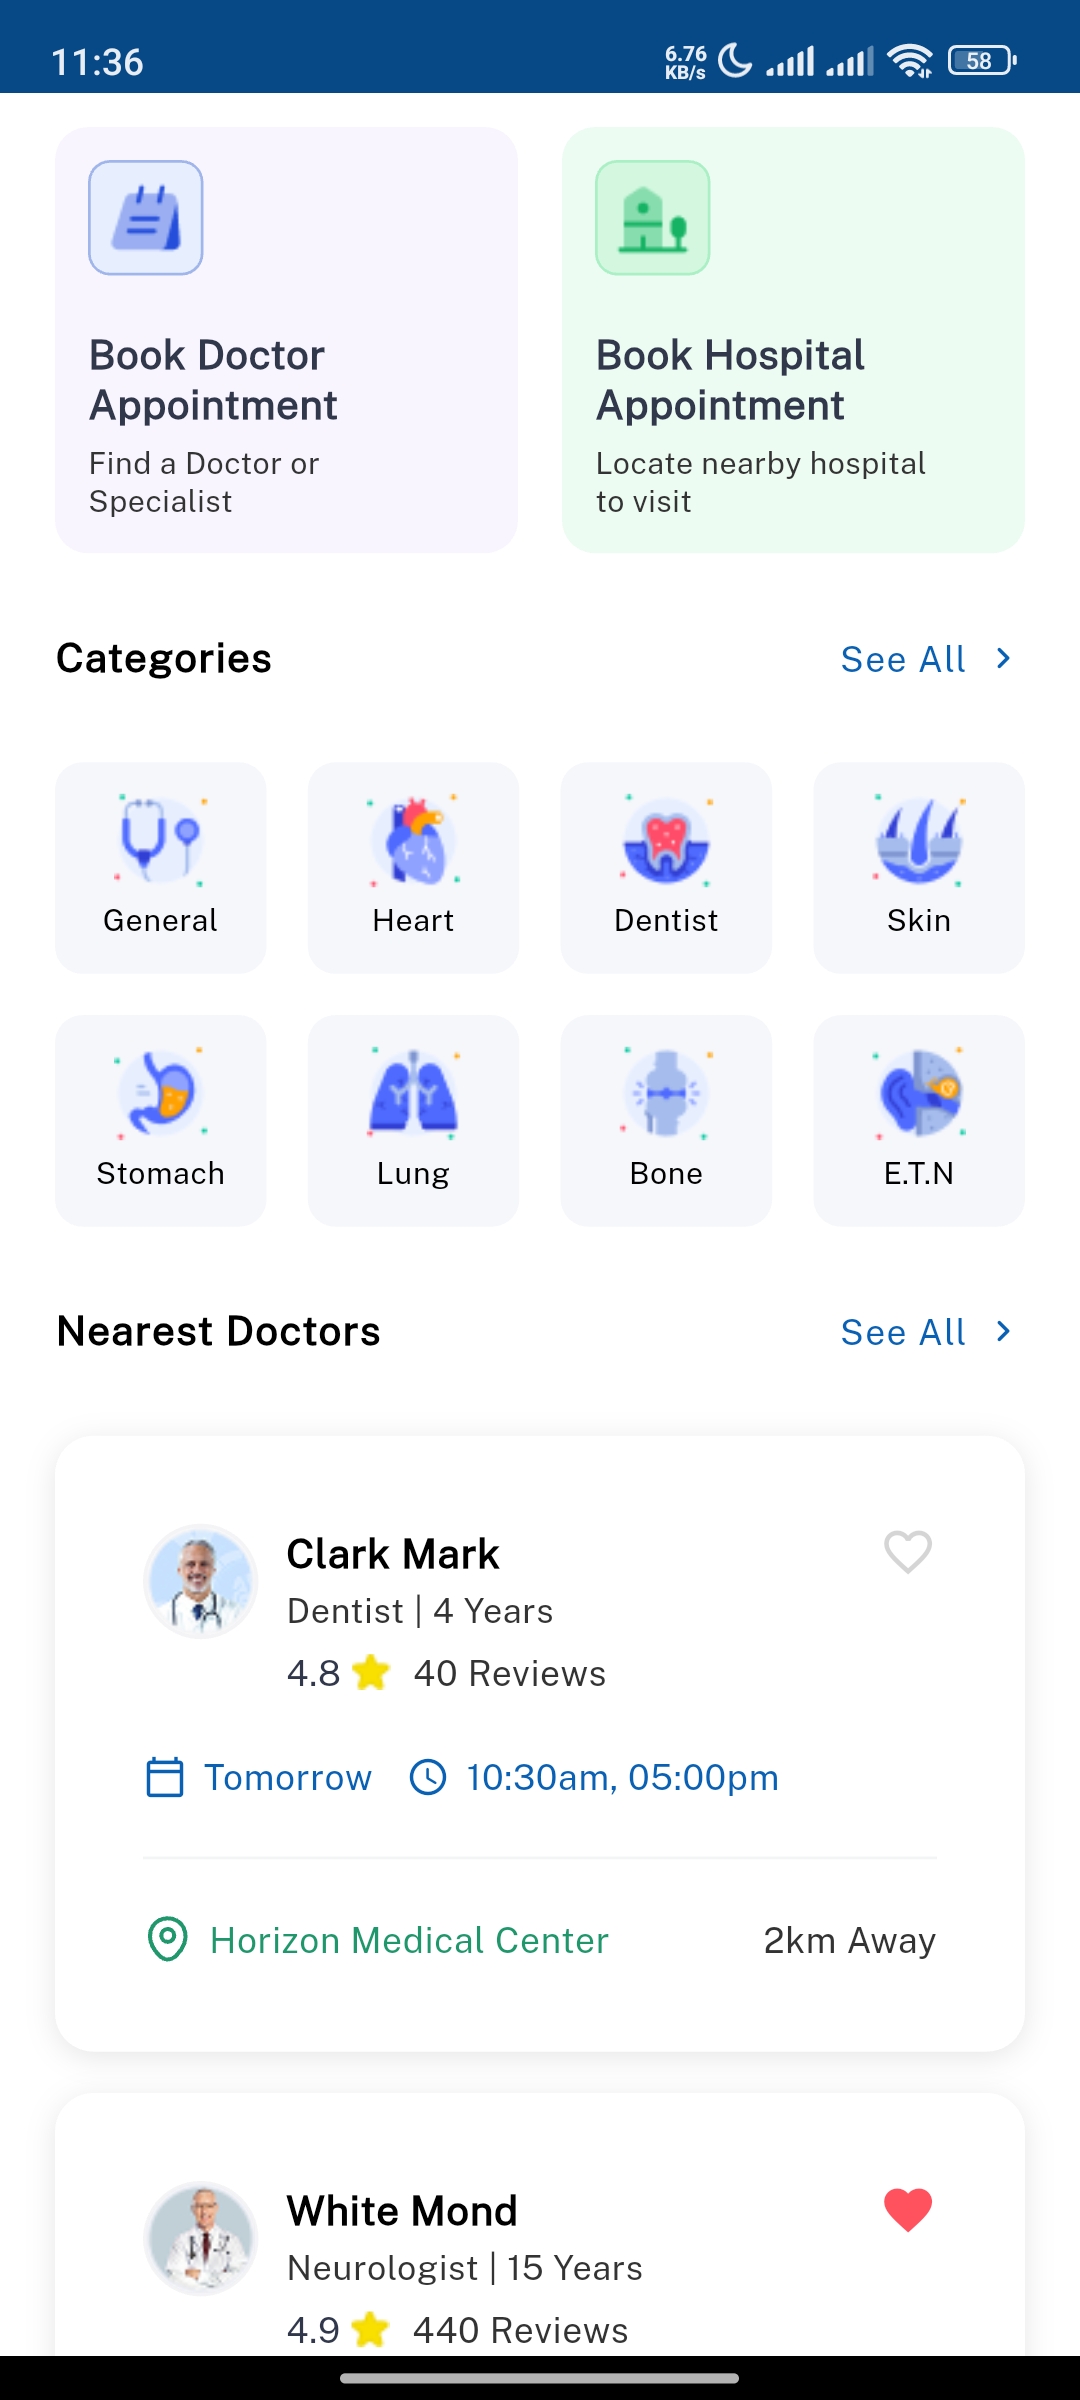 11:36
6.76
KB/s
58
Book Doctor
Appointment
Find a Doctor or
Specialist
Book Hospital
Appointment
Locate nearby hospital
to visit
Categories
See All
General
Heart
Dentist
Skin
Stomach
Lung
Bone
E.T.N
Nearest Doctors
See All
Clark Mark
Dentist | 4 Years
4.8 40 Reviews
Tomorrow 10:30am, 05:00pm
Horizon Medical Center 2km Away
White Mond
Neurologist | 15 Years
4.9 440 Reviews